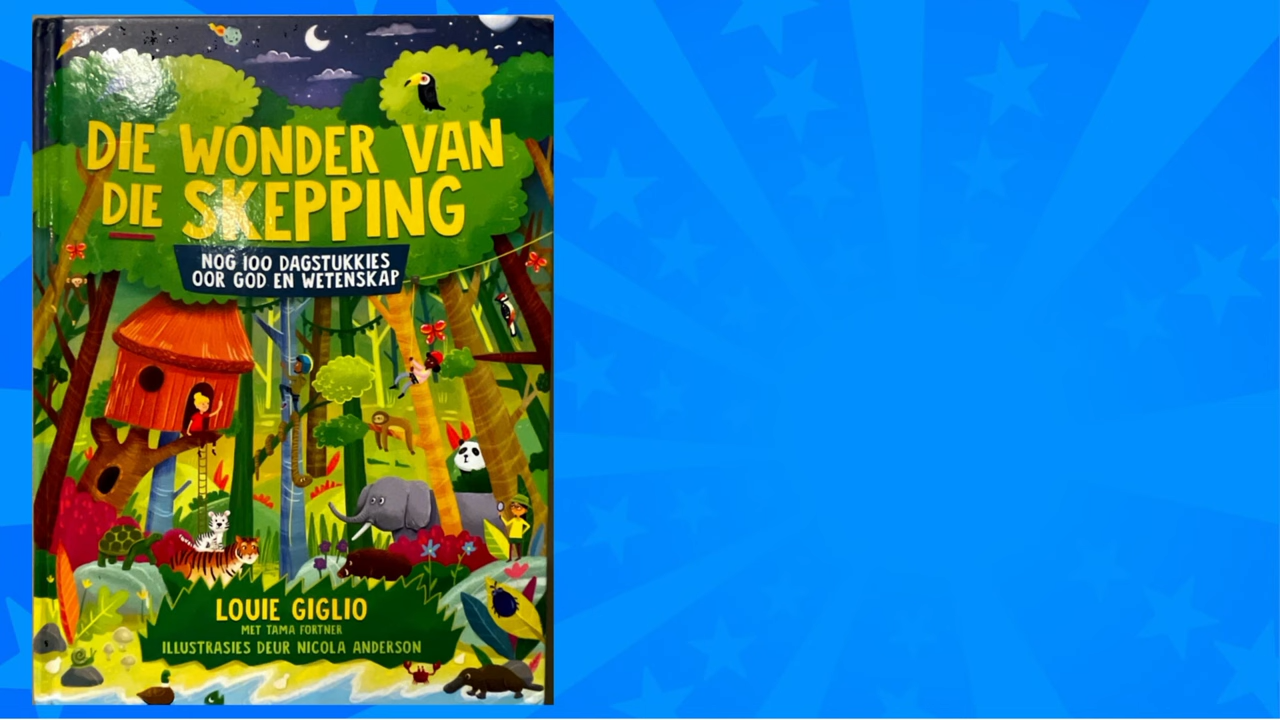 DIE WONDER VAN
DIE SKEPPING
NOG 100 DAGSTUKKIES
OOR GOD EN WETENSKAP
LOUIE GIGLIO
MET TAMA FORTNER
ILLUSTRASIES DEUR NICOLA ANDERSON